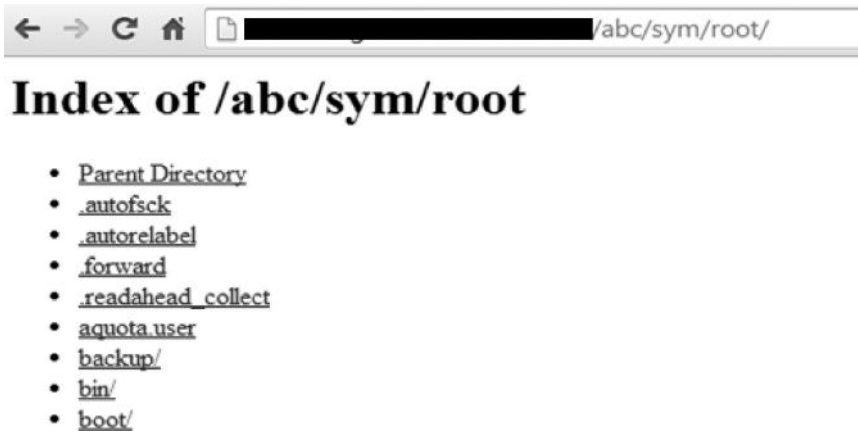 /abc/sym/root/
Index of /abc/sym/root
Parent Directory
.autofsck
.autorelabel
.forward
.readahead_collect
aquota.user
backup/
bin/
boot/